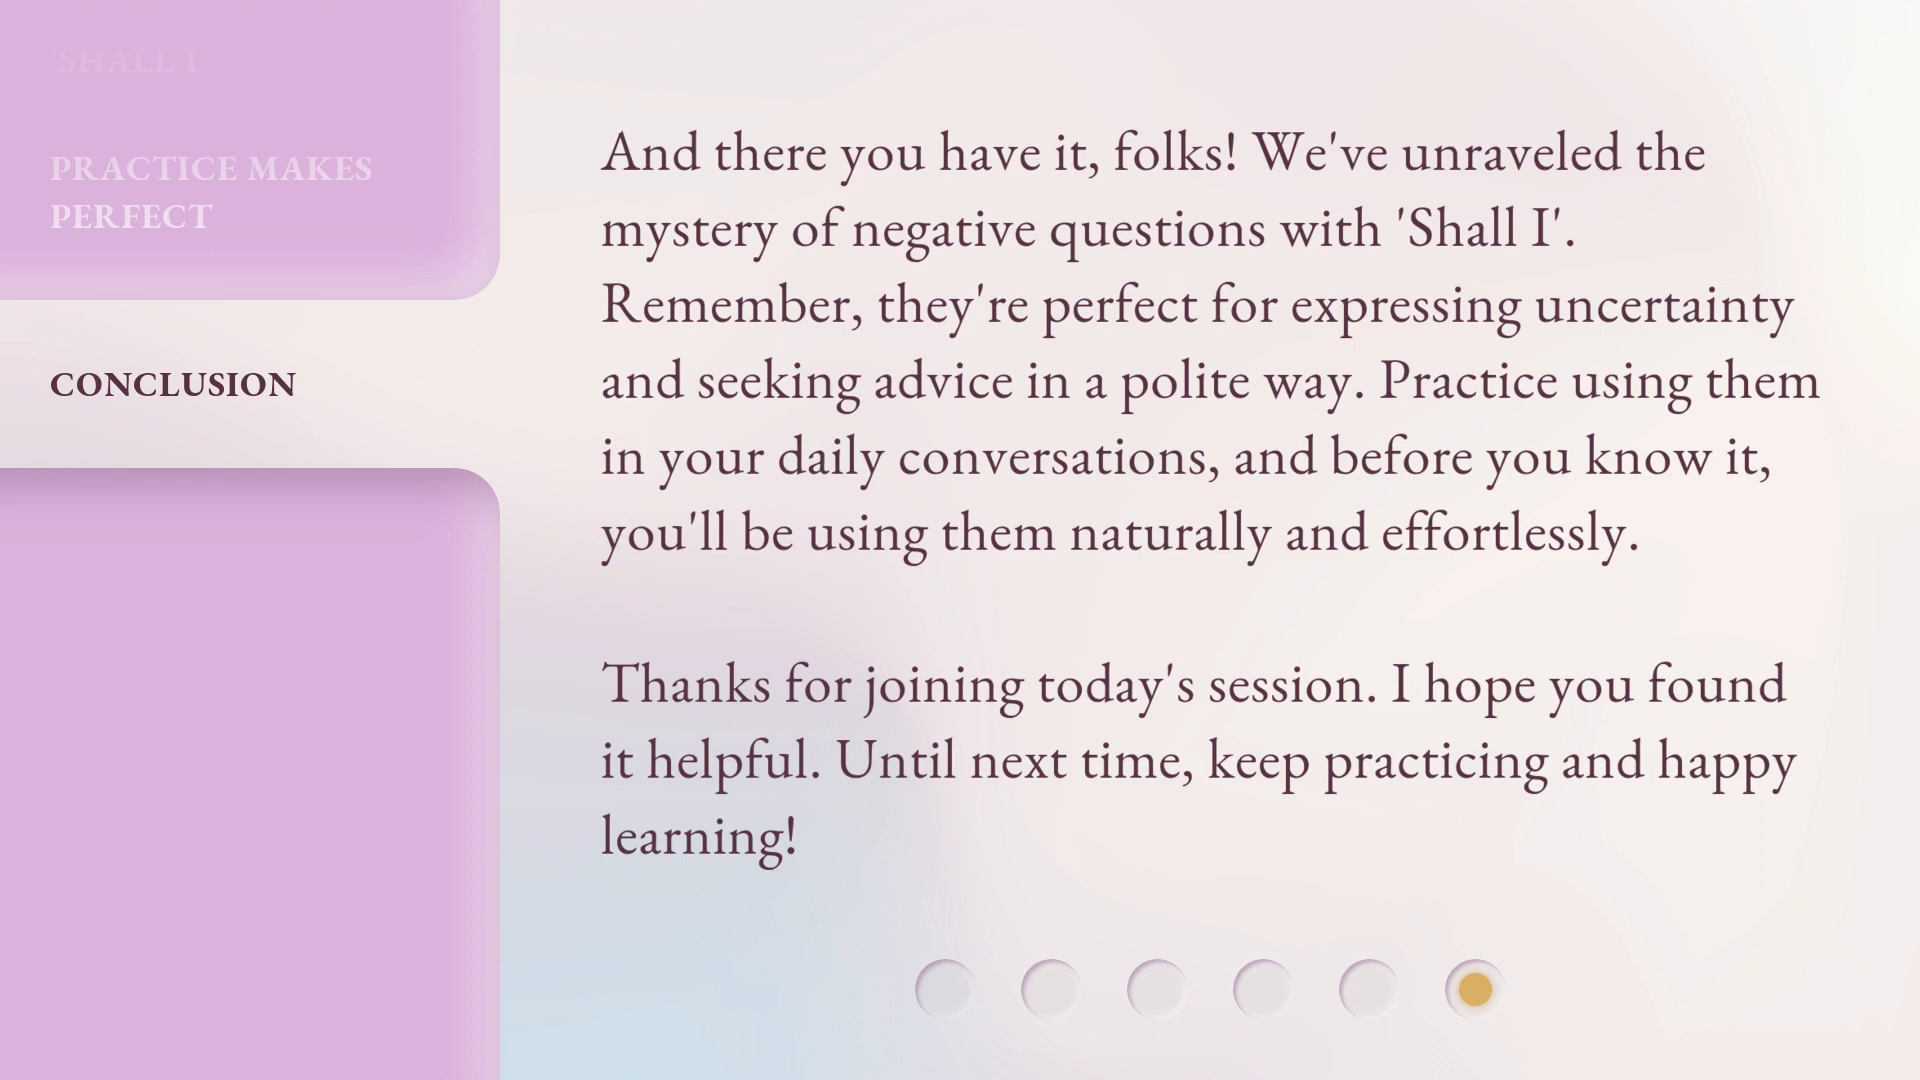 'SHALL I'
PRACTICE MAKES
PERFECT
CONCLUSION
And there you have it, folks! We've unraveled the
mystery of negative questions with 'Shall I'.
Remember, they're perfect for expressing uncertainty
and seeking advice in a polite way. Practice using them
in your daily conversations, and before you know it,
you'll be using them naturally and effortlessly.
Thanks for joining today's session. I hope you found
it helpful. Until next time, keep practicing and happy
learning!